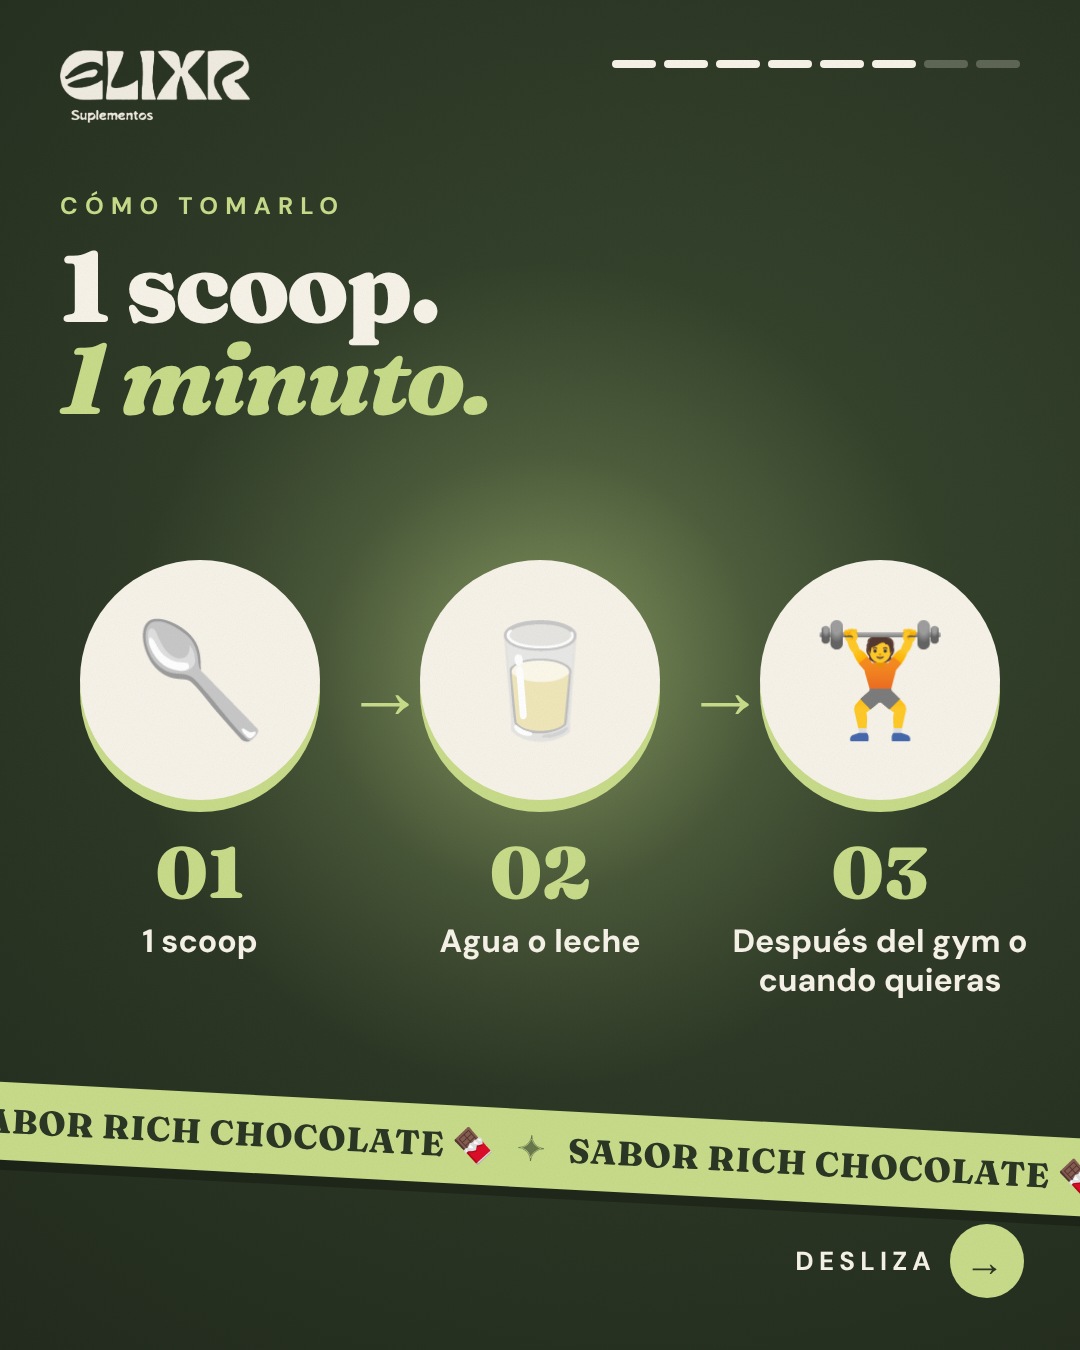 ELIXR
Suplementos
CÓMO TOMARLO
1 scoop.
1 minuto.
→ →
01 02 03
1 scoop Agua o leche Después del gym o
cuando quieras
ABOR RICH CHOCOLATE 🍫 ✦ SABOR RICH CHOCOLATE 🍫
DESLIZA →